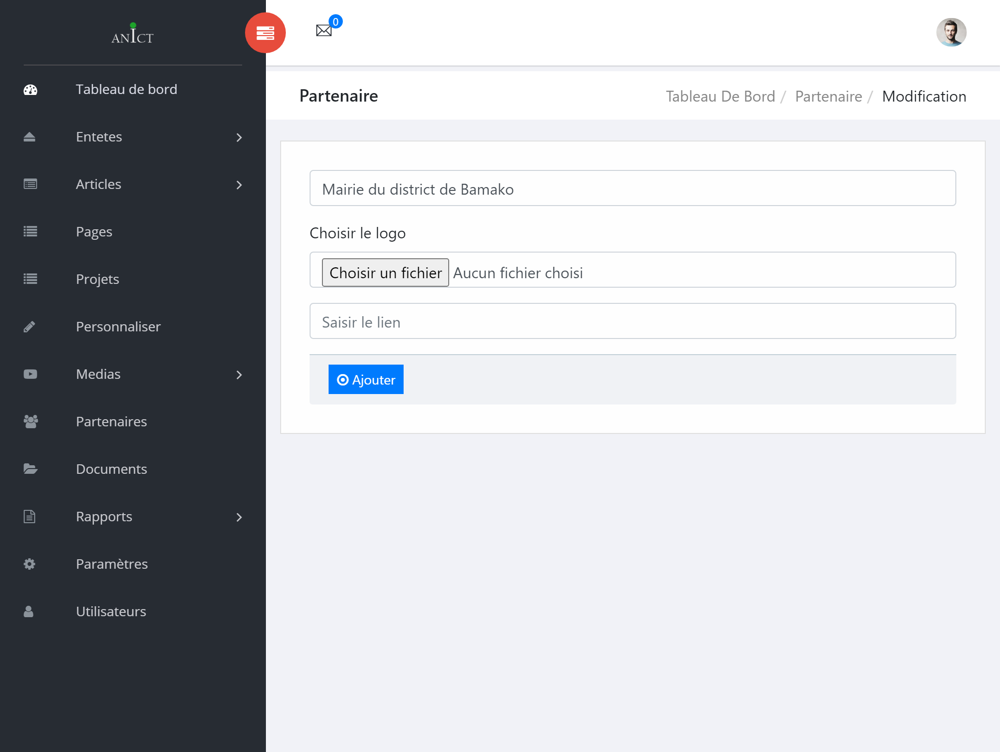 ANICT
0
Tableau de bord
Entetes
Articles
Pages
Projets
Personnaliser
Medias
Partenaires
Documents
Rapports
Paramètres
Utilisateurs
Partenaire
Tableau De Bord / Partenaire / Modification
Mairie du district de Bamako
Choisir le logo
Choisir un fichier Aucun fichier choisi
Saisir le lien
Ajouter